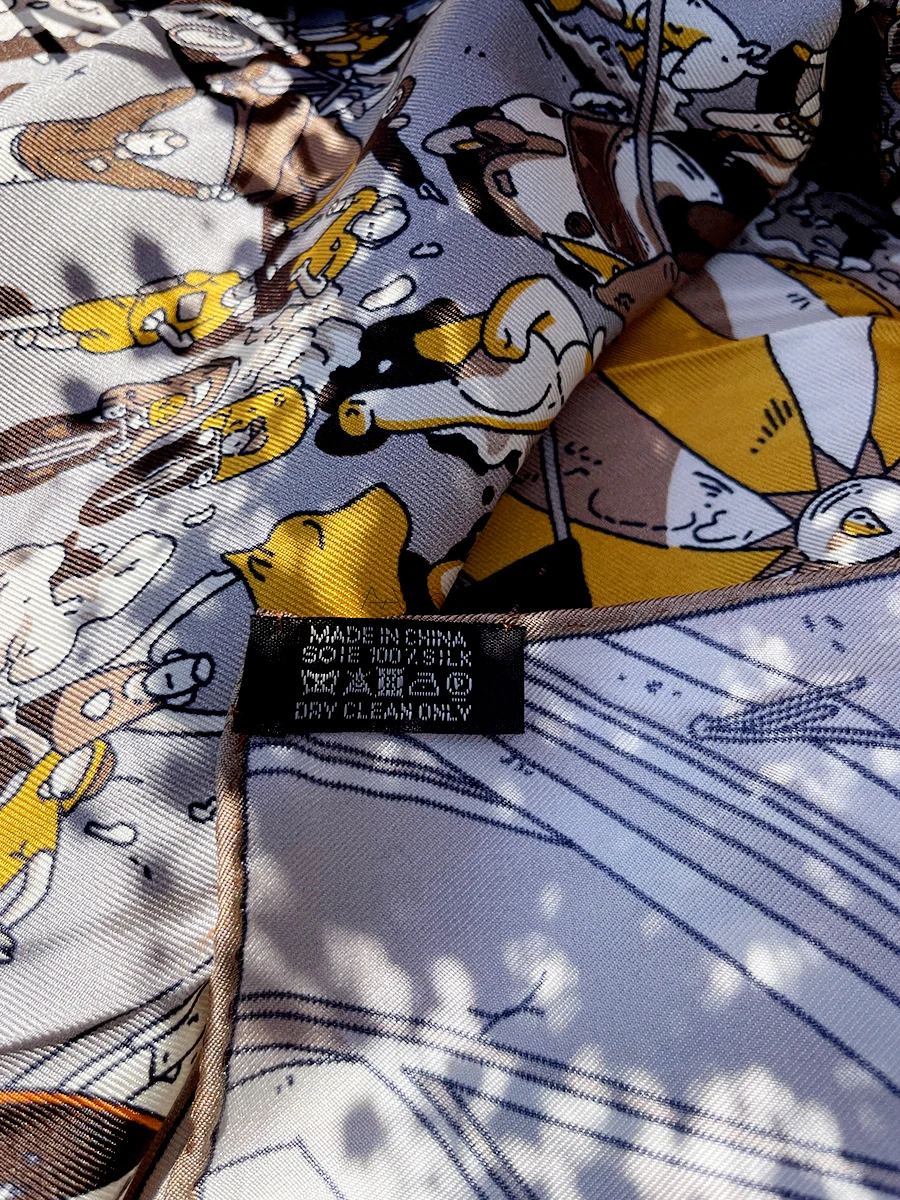 MADE IN CHINA
SOIE 100% SILK
DRY CLEAN ONLY